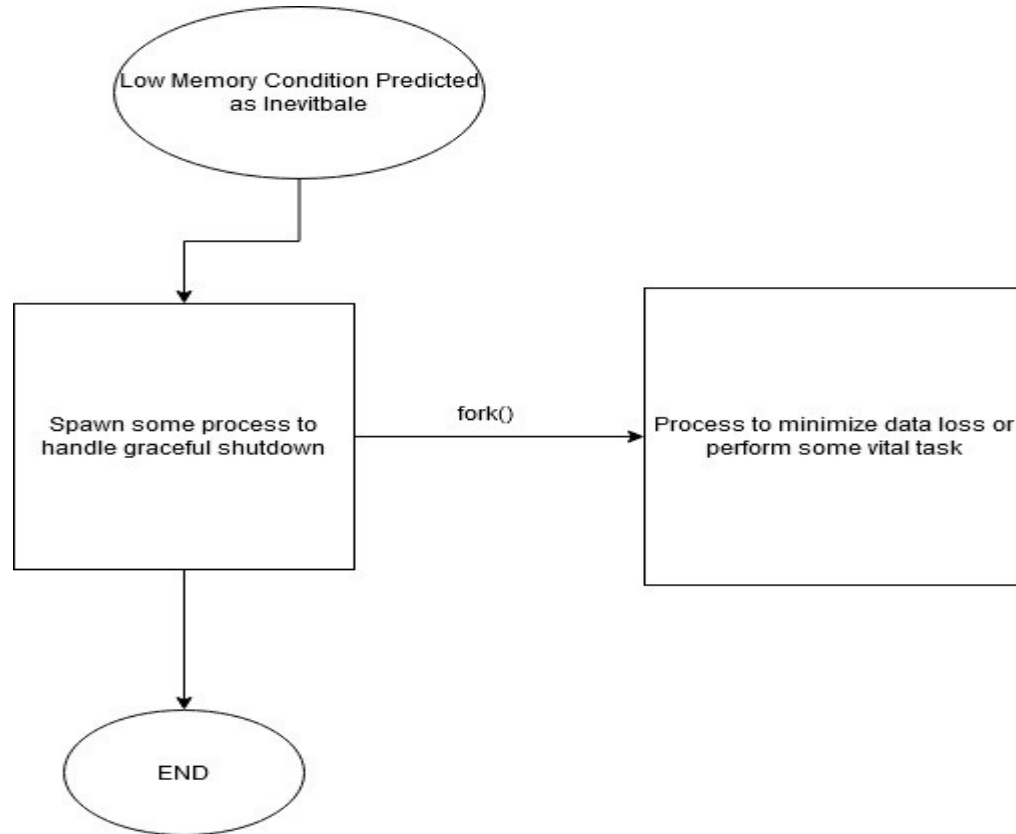 Low Memory Condition Predicted
as Inevitbale
Spawn some process to
handle graceful shutdown
fork()
Process to minimize data loss or
perform some vital task
END